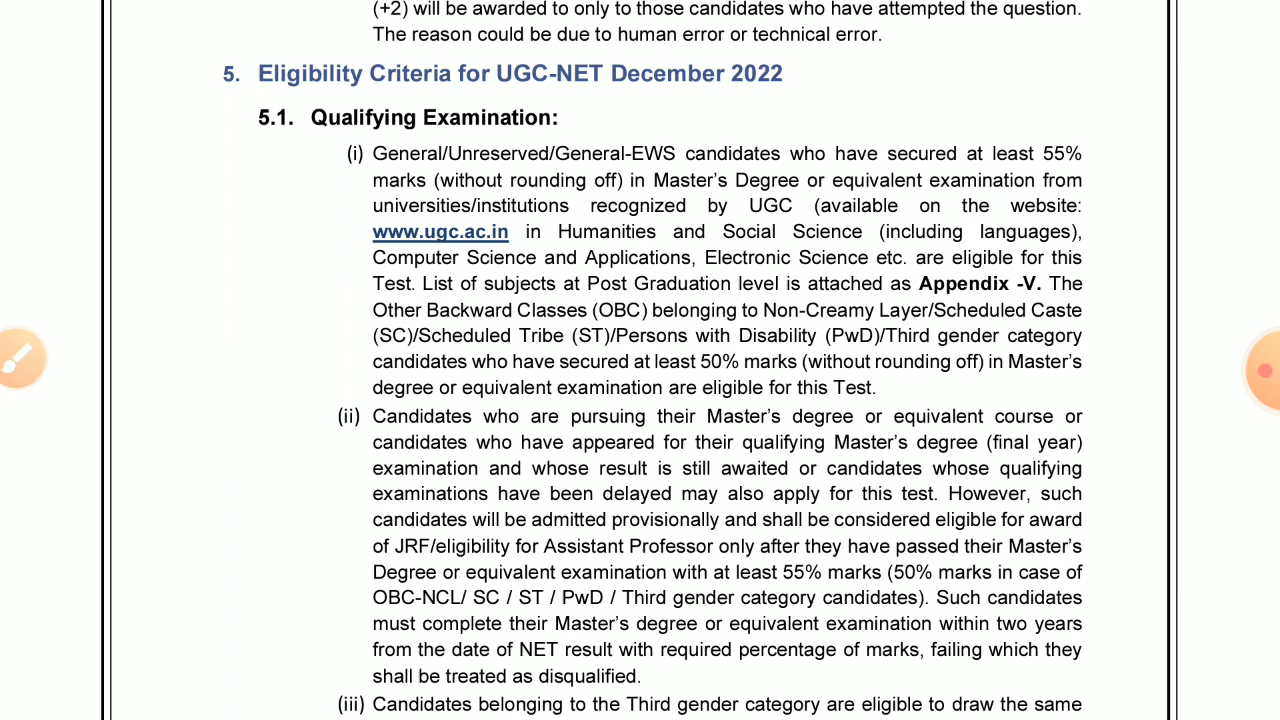 (+2) will be awarded to only to those candidates who have attempted the question.
The reason could be due to human error or technical error.
5. Eligibility Criteria for UGC-NET December 2022
5.1. Qualifying Examination:
(i) General/Unreserved/General-EWS candidates who have secured at least 55%
marks (without rounding off) in Master’s Degree or equivalent examination from
universities/institutions recognized by UGC (available on the website:
www.ugc.ac.in in Humanities and Social Science (including languages),
Computer Science and Applications, Electronic Science etc. are eligible for this
Test. List of subjects at Post Graduation level is attached as Appendix -V. The
Other Backward Classes (OBC) belonging to Non-Creamy Layer/Scheduled Caste
(SC)/Scheduled Tribe (ST)/Persons with Disability (PwD)/Third gender category
candidates who have secured at least 50% marks (without rounding off) in Master’s
degree or equivalent examination are eligible for this Test.
(ii) Candidates who are pursuing their Master’s degree or equivalent course or
candidates who have appeared for their qualifying Master’s degree (final year)
examination and whose result is still awaited or candidates whose qualifying
examinations have been delayed may also apply for this test. However, such
candidates will be admitted provisionally and shall be considered eligible for award
of JRF/eligibility for Assistant Professor only after they have passed their Master’s
Degree or equivalent examination with at least 55% marks (50% marks in case of
OBC-NCL/ SC / ST / PwD / Third gender category candidates). Such candidates
must complete their Master’s degree or equivalent examination within two years
from the date of NET result with required percentage of marks, failing which they
shall be treated as disqualified.
(iii) Candidates belonging to the Third gender category are eligible to draw the same